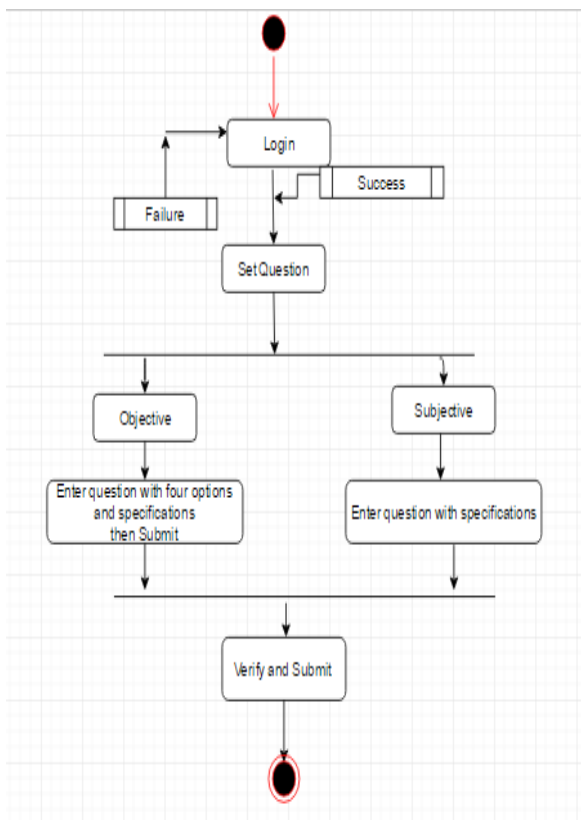 Login
Success
Failure
Set Question
Objective
Subjective
Enter question with four options
and specifications
then Submit
Enter question with specifications
Verify and Submit